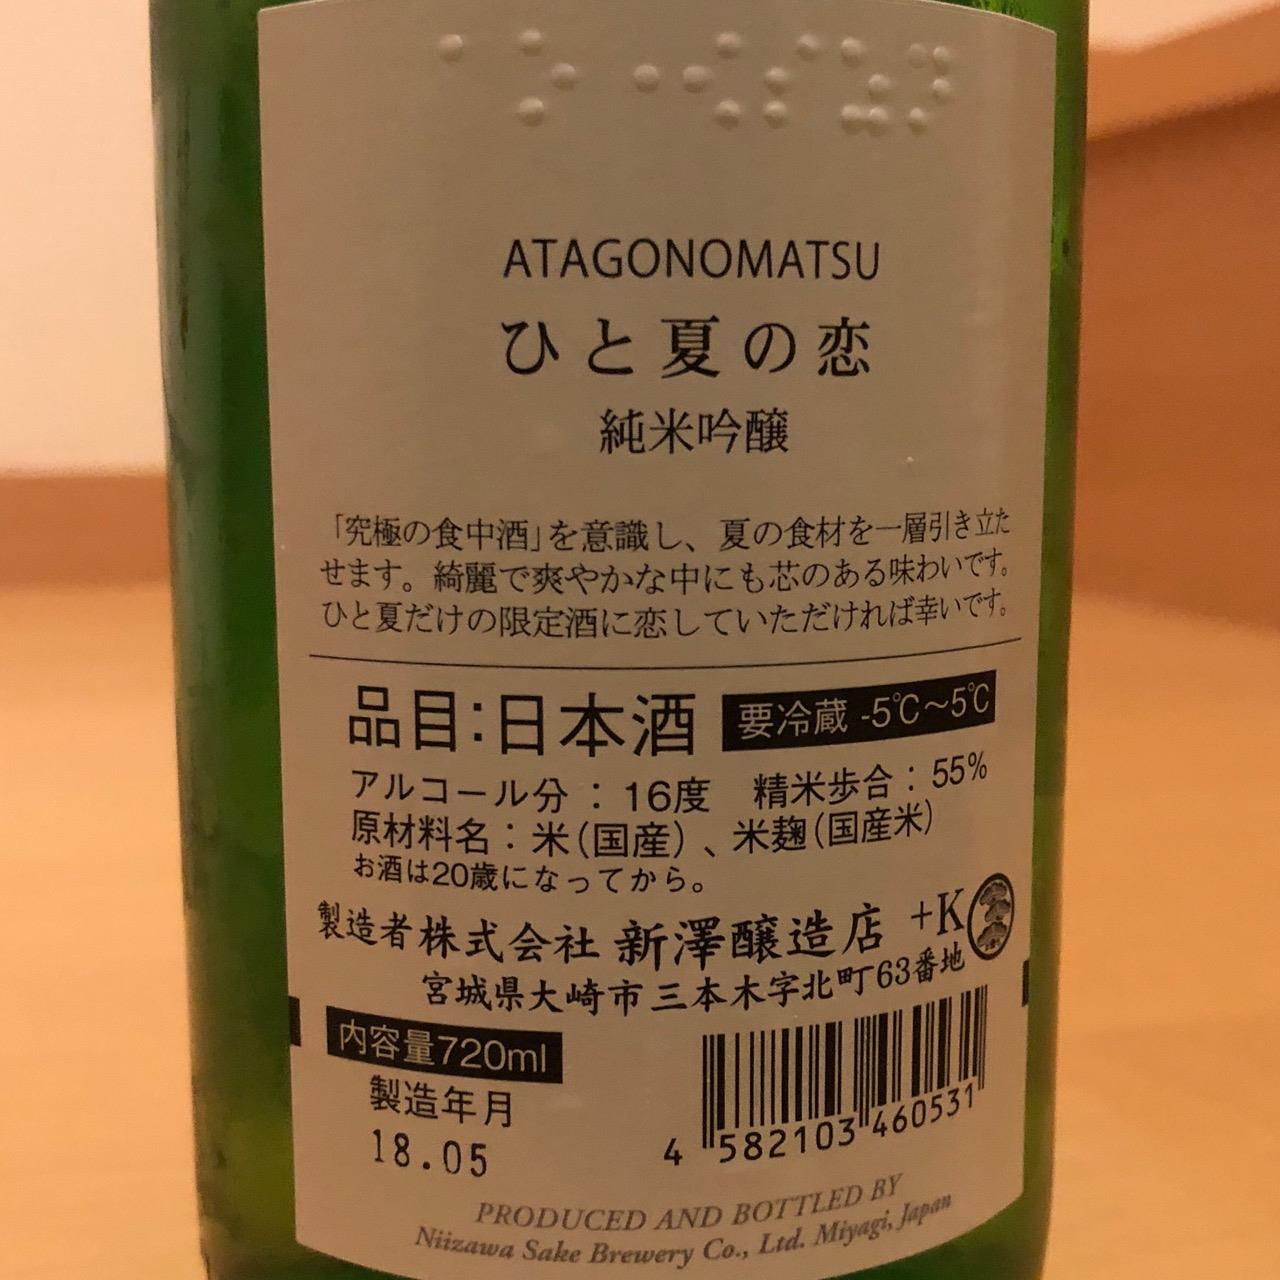 ATAGONOMATSU
ひと夏の恋
純米吟醸
「究極の食中酒」を意識し、夏の食材を一層引き立た
せます。綺麗で爽やかな中にも芯のある味わいです。
ひと夏だけの限定酒に恋していただければ幸いです。
品目:日本酒 要冷蔵 -5℃～5℃
アルコール分：16度 精米歩合：55%
原材料名：米(国産)、米麹(国産米)
お酒は20歳になってから。
製造者 株式会社 新澤醸造店 +K
宮城県大崎市三本木字北町63番地
内容量720ml
製造年月
18.05
4 582103 460531
PRODUCED AND BOTTLED BY
Niizawa Sake Brewery Co., Ltd. Miyagi, Japan